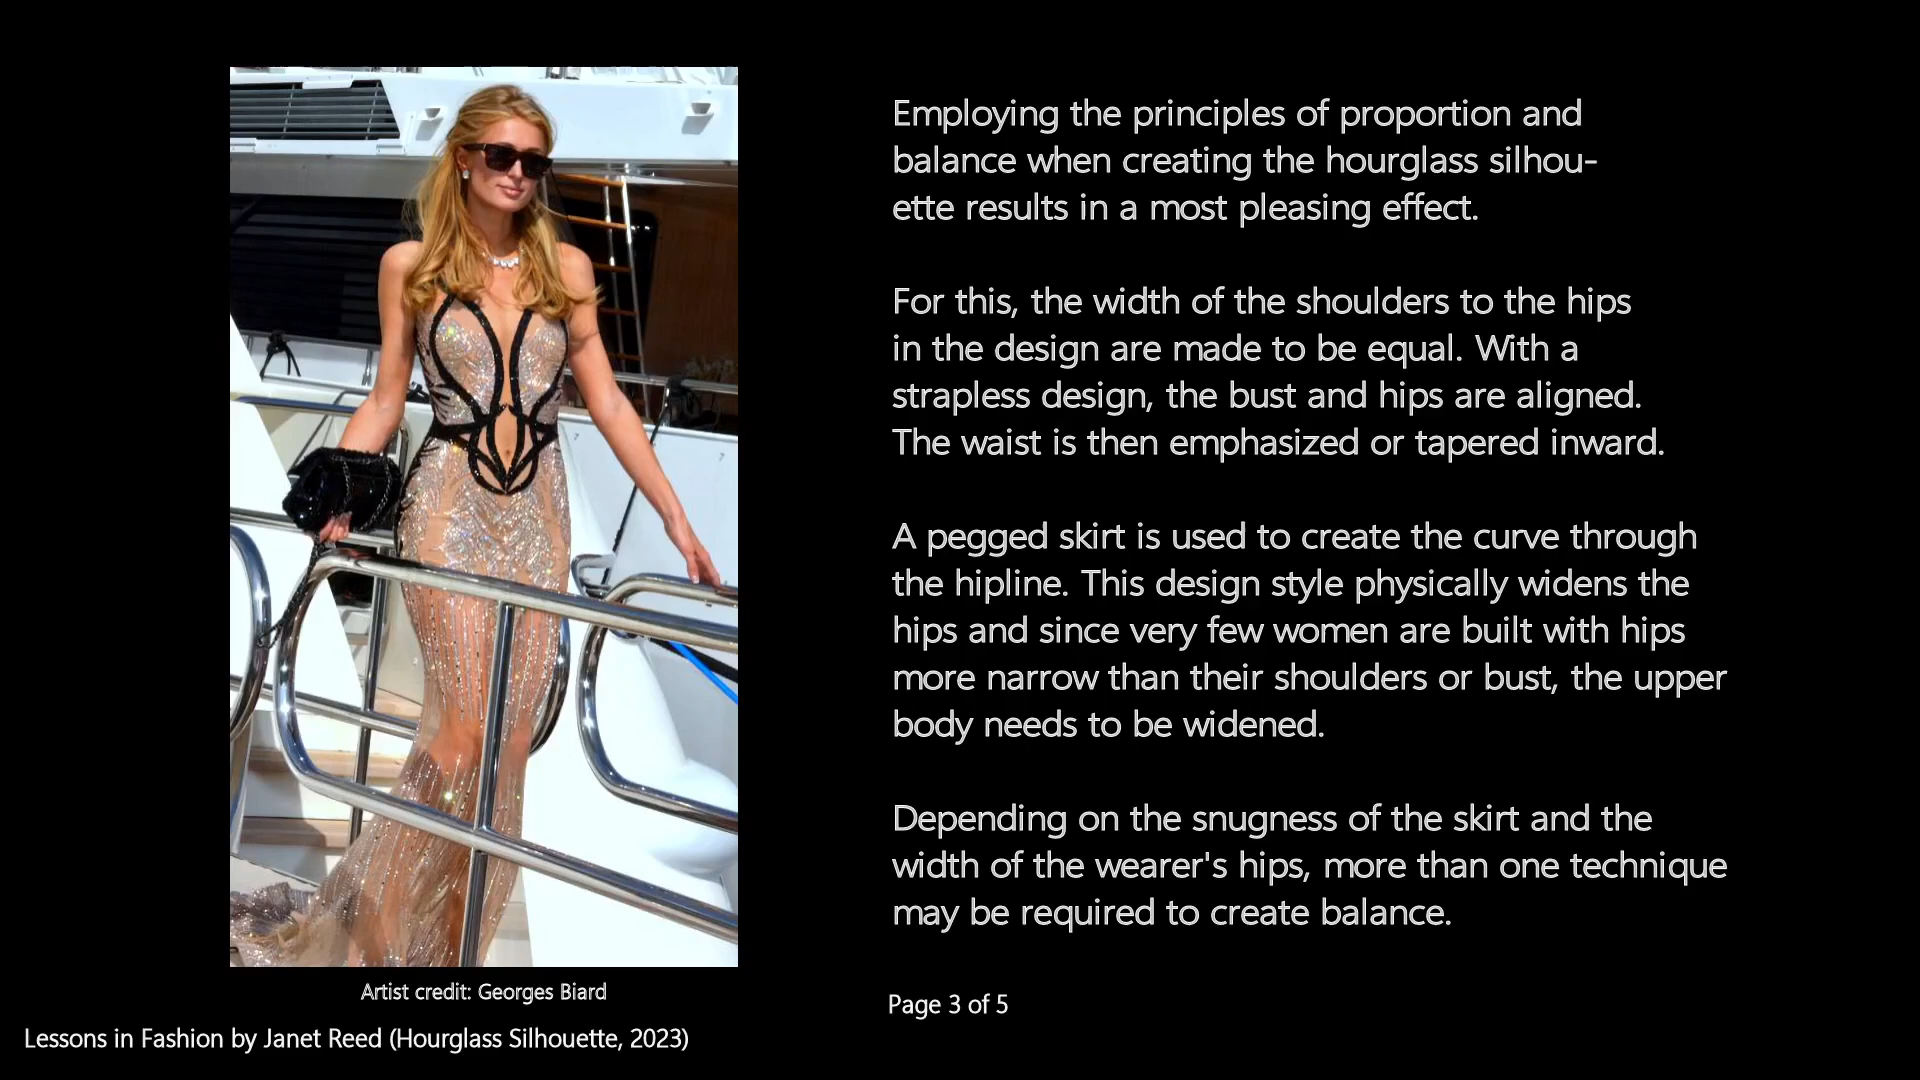 Employing the principles of proportion and
balance when creating the hourglass silhou-
ette results in a most pleasing effect.
For this, the width of the shoulders to the hips
in the design are made to be equal. With a
strapless design, the bust and hips are aligned.
The waist is then emphasized or tapered inward.
A pegged skirt is used to create the curve through
the hipline. This design style physically widens the
hips and since very few women are built with hips
more narrow than their shoulders or bust, the upper
body needs to be widened.
Depending on the snugness of the skirt and the
width of the wearer's hips, more than one technique
may be required to create balance.
Artist credit: Georges Biard
Page 3 of 5
Lessons in Fashion by Janet Reed (Hourglass Silhouette, 2023)